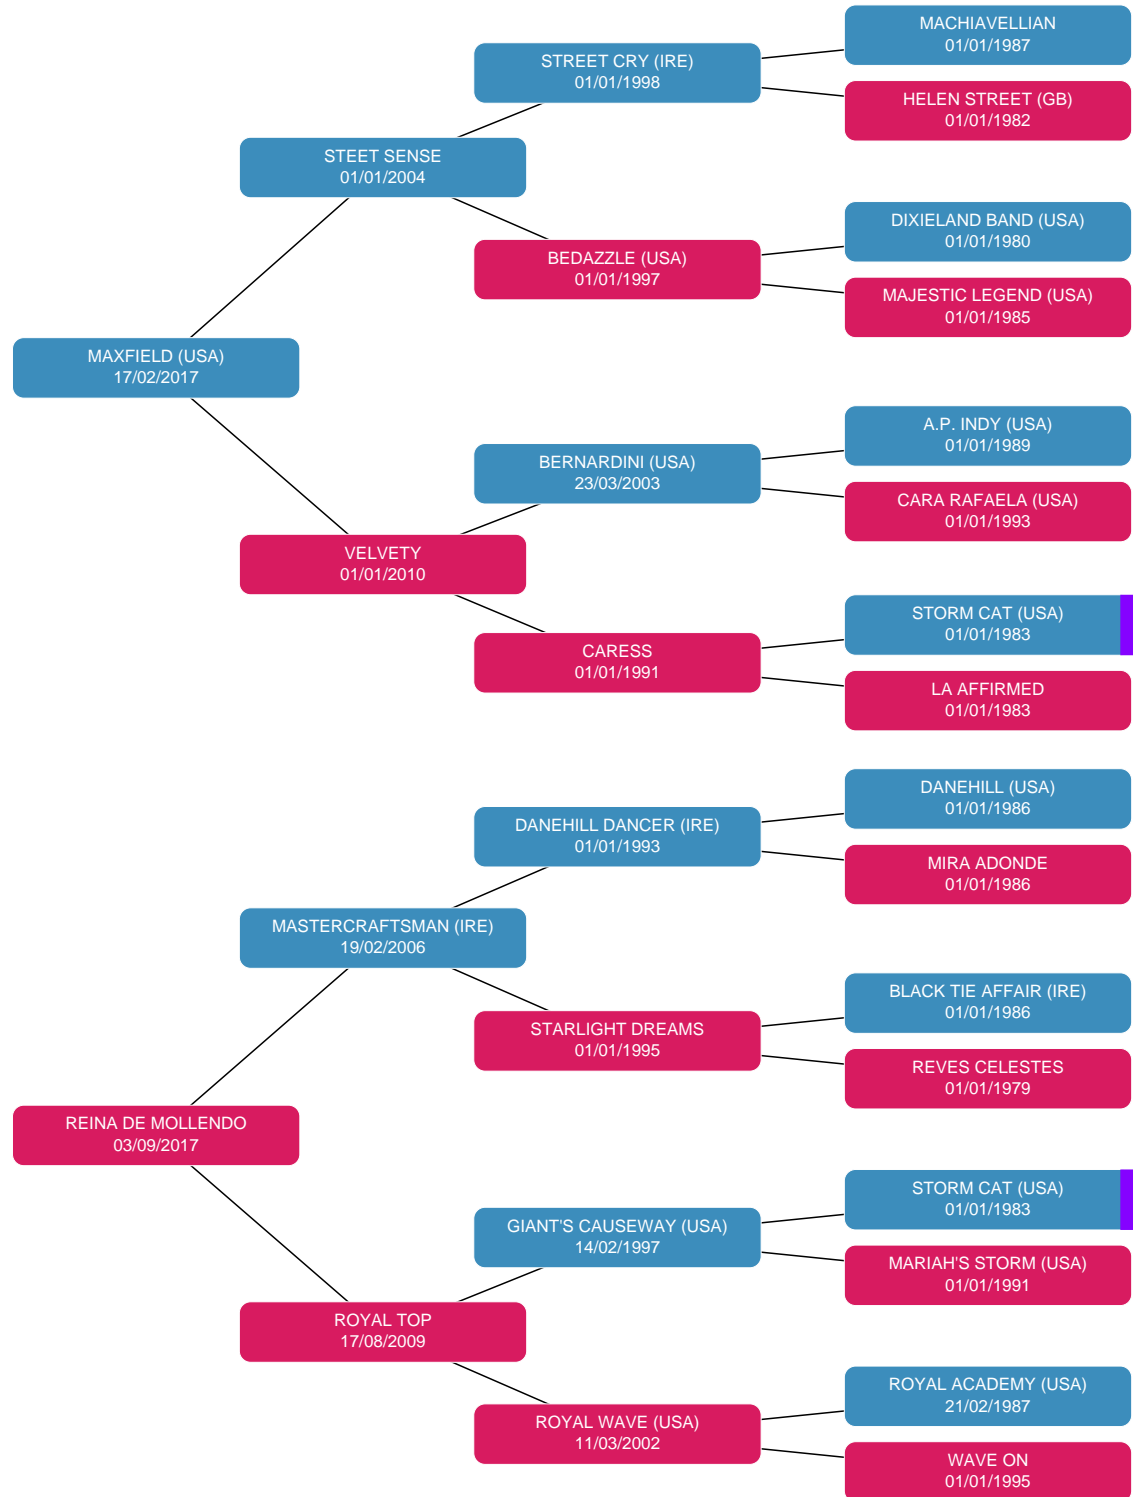 MACHIAVELLIAN
01/01/1987
STREET CRY (IRE)
01/01/1998
HELEN STREET (GB)
01/01/1982
STEET SENSE
01/01/2004
DIXIELAND BAND (USA)
01/01/1980
BEDAZZLE (USA)
01/01/1997
MAJESTIC LEGEND (USA)
01/01/1985
MAXFIELD (USA)
17/02/2017
A.P. INDY (USA)
01/01/1989
BERNARDINI (USA)
23/03/2003
CARA RAFAELA (USA)
01/01/1993
VELVETY
01/01/2010
STORM CAT (USA)
01/01/1983
CARESS
01/01/1991
LA AFFIRMED
01/01/1983
DANEHILL (USA)
01/01/1986
DANEHILL DANCER (IRE)
01/01/1993
MIRA ADONDE
01/01/1986
MASTERCRAFTSMAN (IRE)
19/02/2006
BLACK TIE AFFAIR (IRE)
01/01/1986
STARLIGHT DREAMS
01/01/1995
REVES CELESTES
01/01/1979
REINA DE MOLLENDO
03/09/2017
STORM CAT (USA)
01/01/1983
GIANT'S CAUSEWAY (USA)
14/02/1997
MARIAH'S STORM (USA)
01/01/1991
ROYAL TOP
17/08/2009
ROYAL ACADEMY (USA)
21/02/1987
ROYAL WAVE (USA)
11/03/2002
WAVE ON
01/01/1995